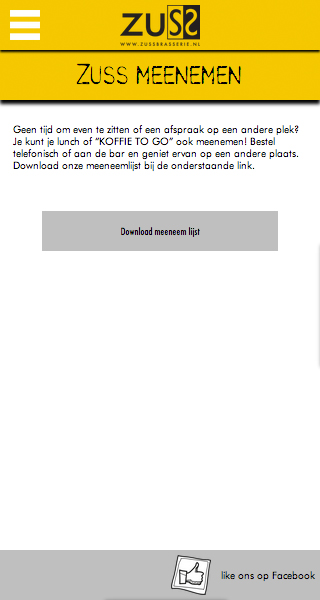 ZUSS
WWW.ZUSSBRASSERIE.NL
ZUSS MEENEMEN
Geen tijd om even te zitten of een afspraak op een andere plek?
Je kunt je lunch of “KOFFIE TO GO” ook meenemen! Bestel
telefonisch of aan de bar en geniet ervan op een andere plaats.
Download onze meeneemlijst bij de onderstaande link.
Download meeneem lijst
like ons op Facebook